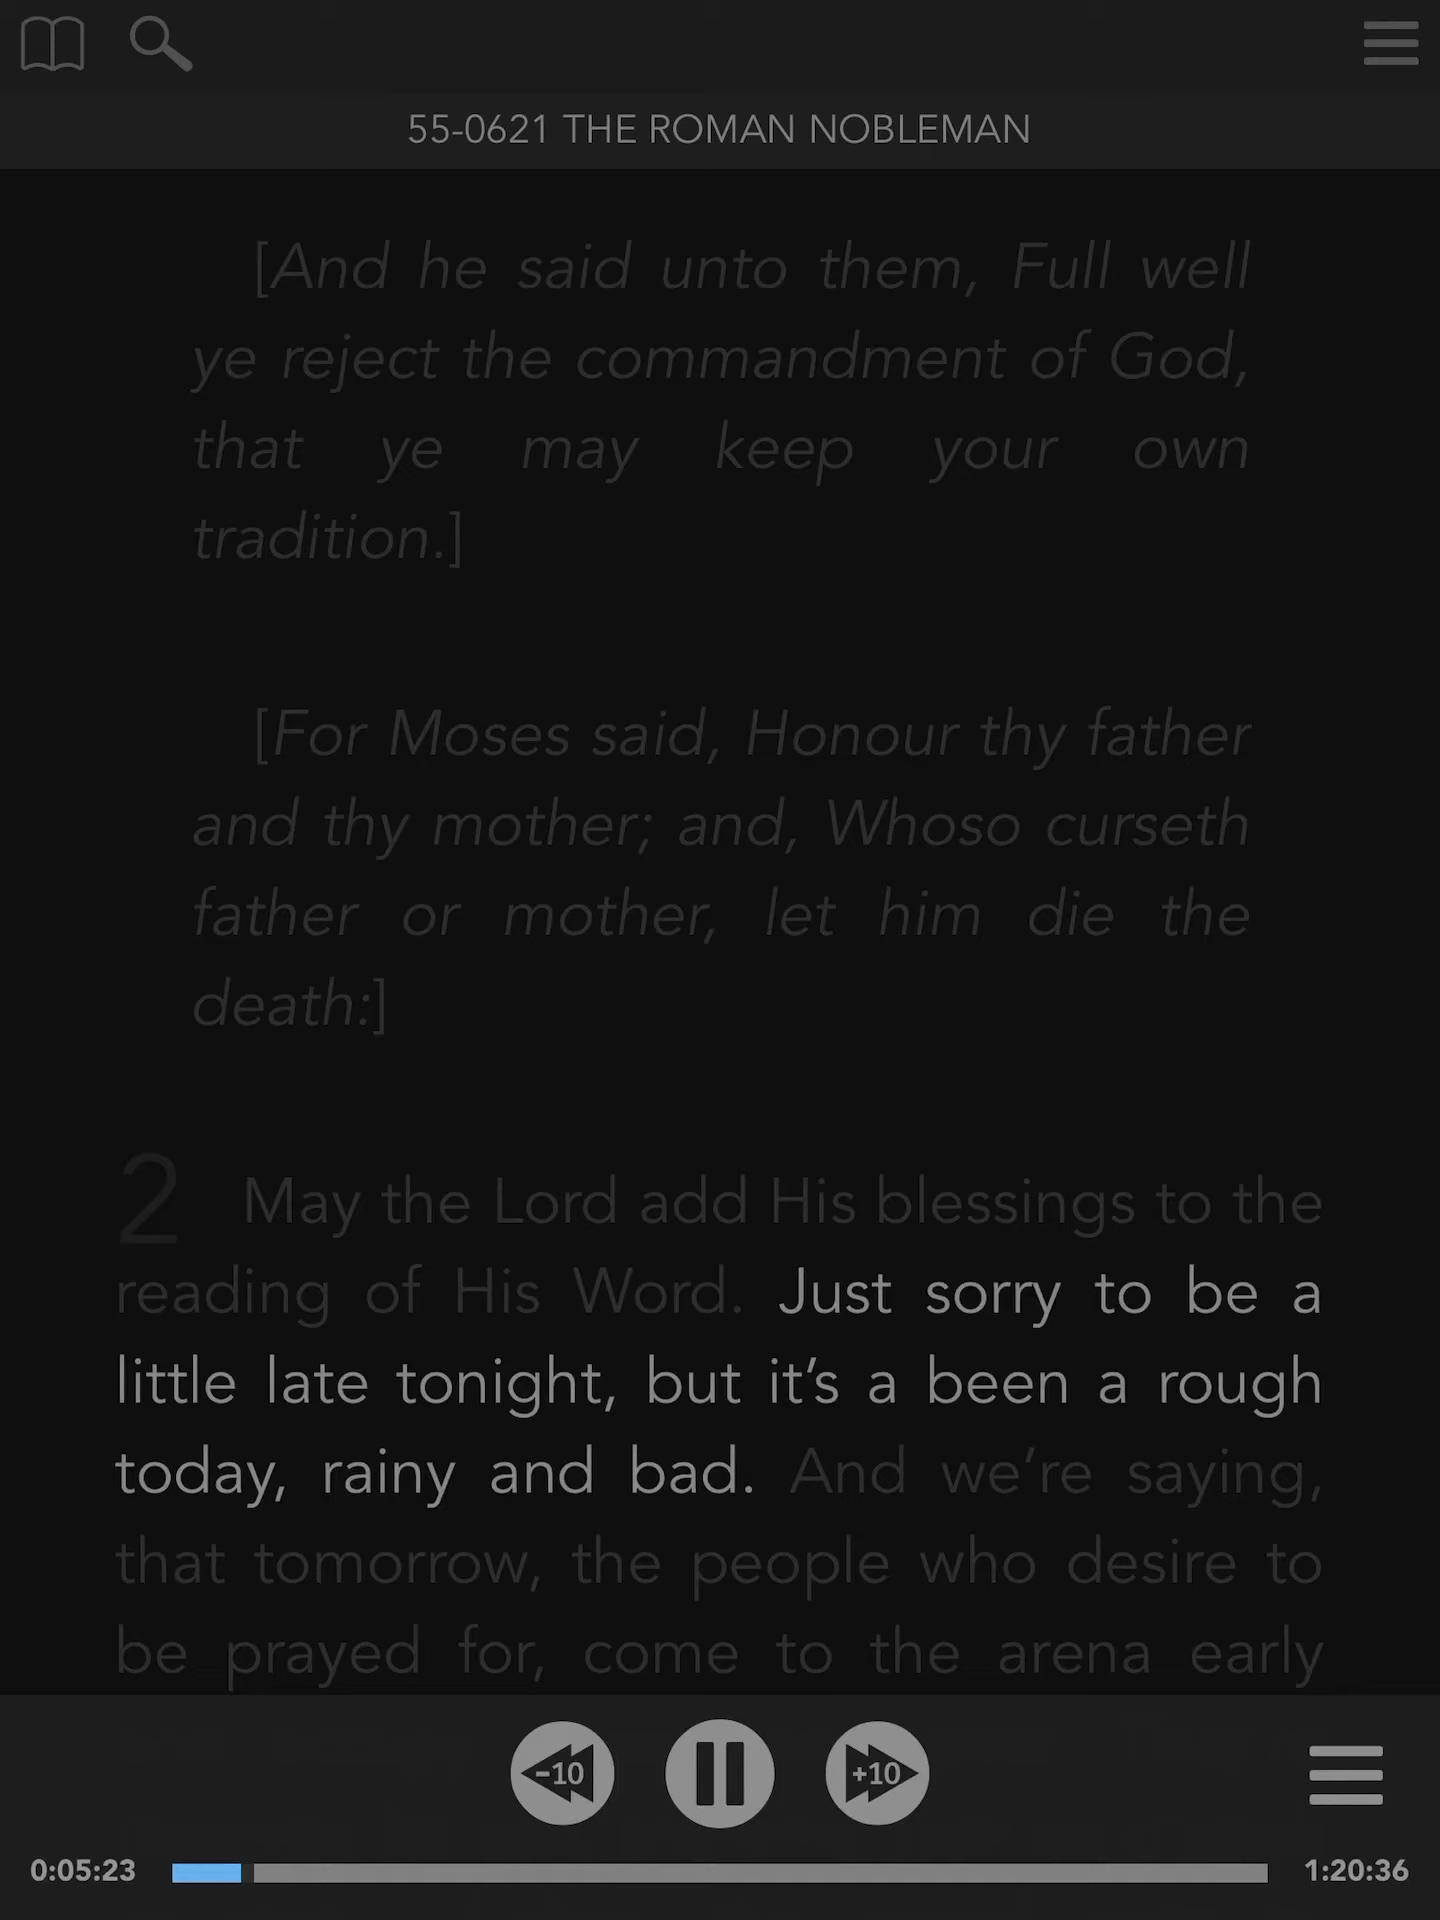 55-0621 THE ROMAN NOBLEMAN
[And he said unto them, Full well
ye reject the commandment of God,
that ye may keep your own
tradition.]
[For Moses said, Honour thy father
and thy mother; and, Whoso curseth
father or mother, let him die the
death:]
2 May the Lord add His blessings to the
reading of His Word. Just sorry to be a
little late tonight, but it’s a been a rough
today, rainy and bad. And we’re saying,
that tomorrow, the people who desire to
be prayed for, come to the arena early
-10 +10
0:05:23 1:20:36